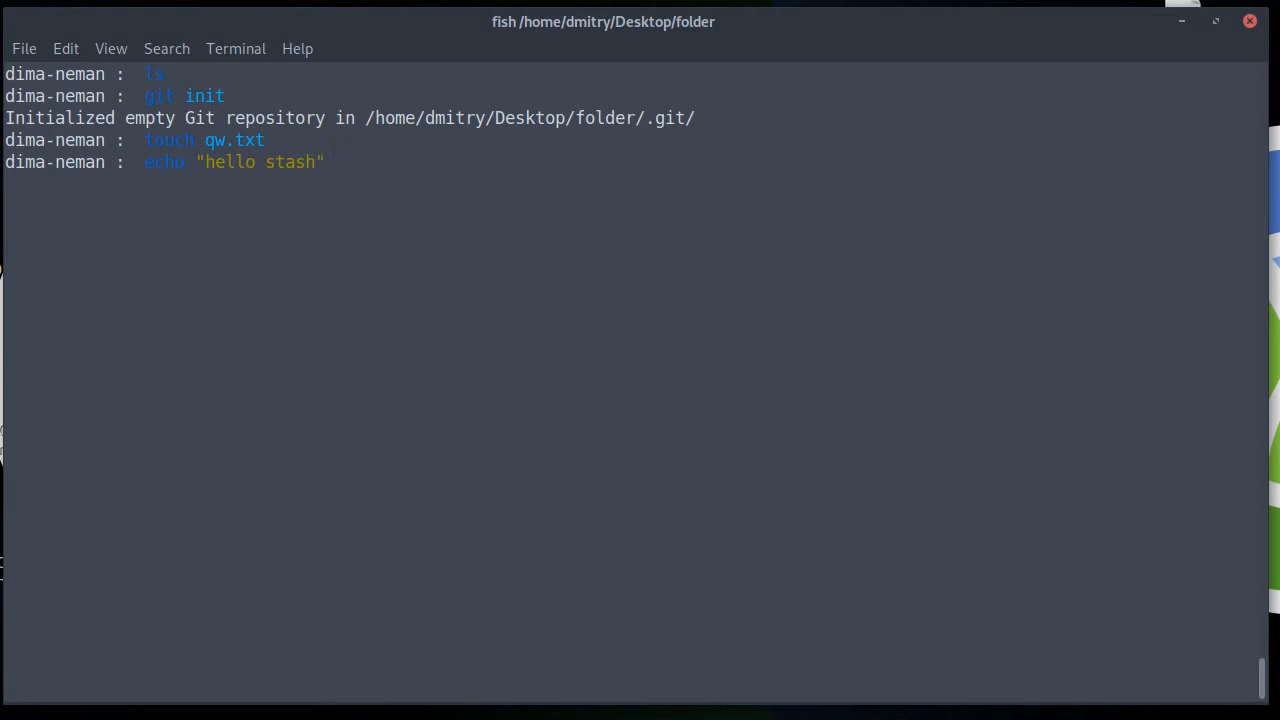 fish /home/dmitry/Desktop/folder
File Edit View Search Terminal Help
dima-neman :  ls
dima-neman :  git init
Initialized empty Git repository in /home/dmitry/Desktop/folder/.git/
dima-neman :  touch qw.txt
dima-neman :  echo "hello stash"